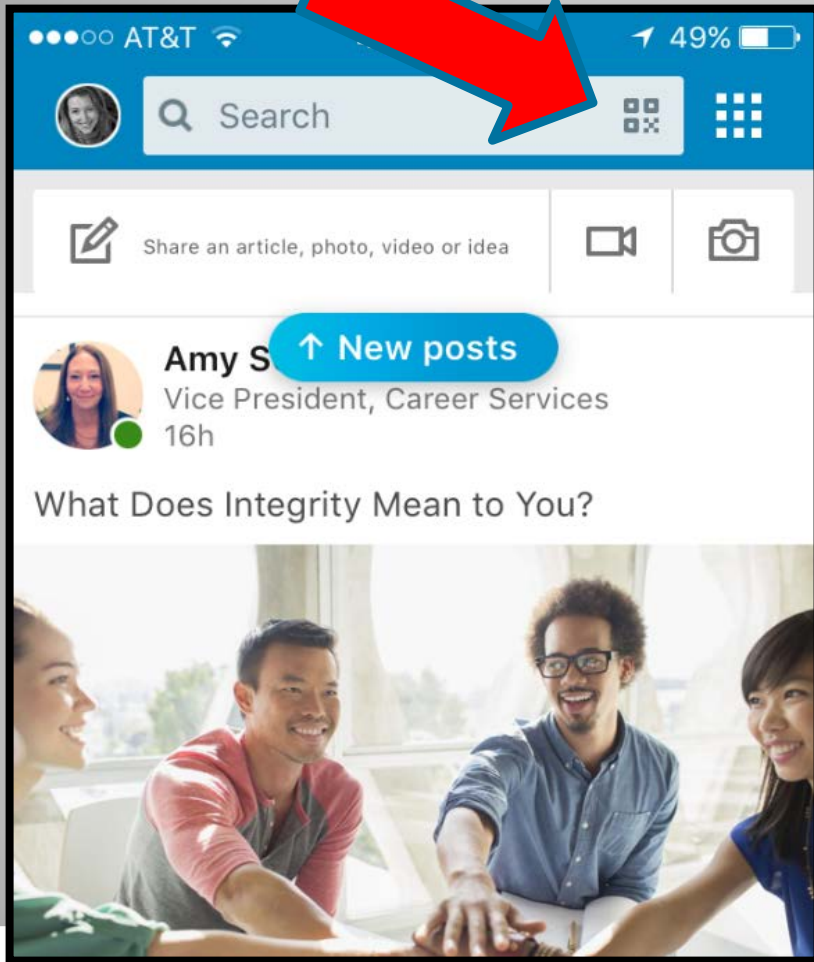 AT&T 49%
Search
Share an article, photo, video or idea
↑ New posts
Amy
Vice President, Career Services
16h
What Does Integrity Mean to You?